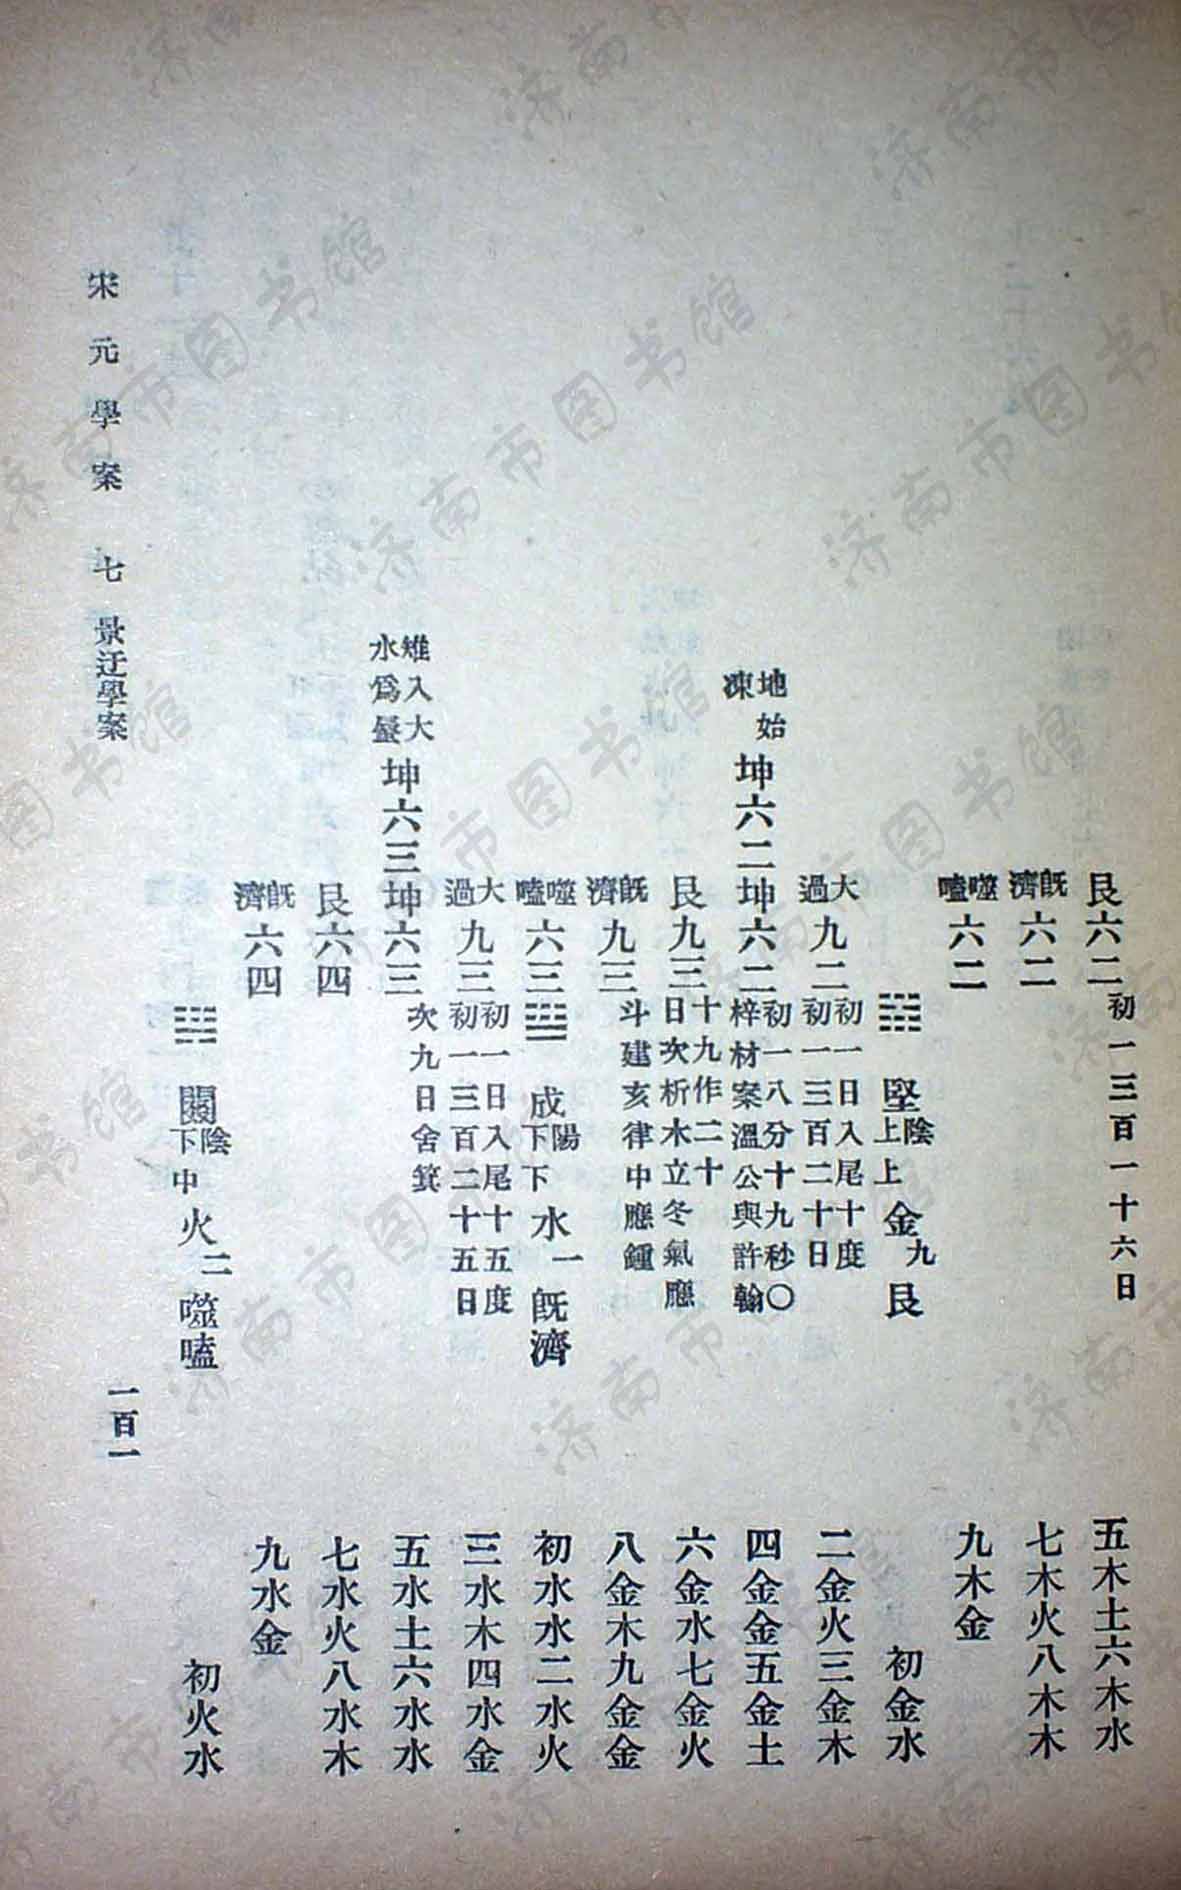 艮六二初一三百一十六日 五木土六木水
既濟六二 七木火八木木
噬嗑六二 九木金
堅陰上上金九艮 初金水
大過九二初一日入尾十度初一三百二十日 二金火三金木
地始凍坤六二坤六二初一八分十九秒〇梓材案溫公與許翰 四金金五金土
艮九三十九作二十日次析木立冬氣應 六金水七金火
既濟九三斗建亥律中應鍾 八金木九金金
噬嗑六三 成陽下下水一既濟 初水水二水火
大過九三初一日入尾十五度初一三百二十五日 三水木四水金
雉入大水爲蜃坤六三坤六三次九日舍箕 五水土六水水
艮六四 七水火八水木
既濟六四 九水金
闋陰下中火二噬嗑 初火水
宋元學案 七 景迂學案 一百一
济南市图书馆